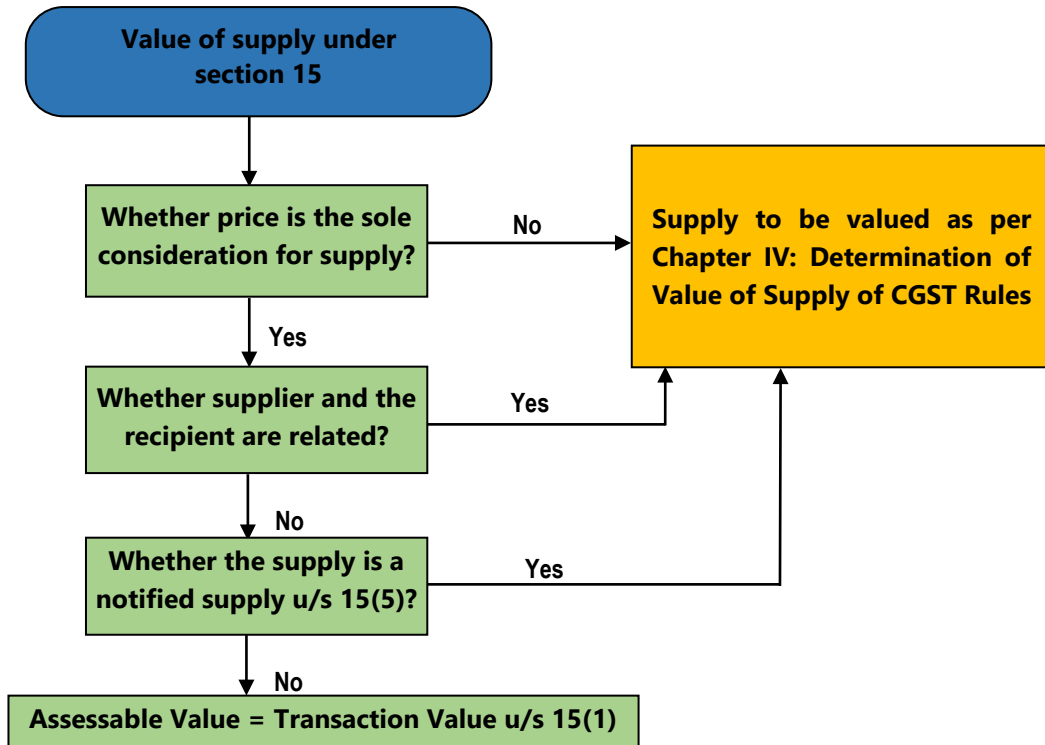 Value of supply under
section 15
Whether price is the sole
consideration for supply?
No
Supply to be valued as per
Chapter IV: Determination of
Value of Supply of CGST Rules
Yes
Whether supplier and the
recipient are related?
Yes
No
Whether the supply is a
notified supply u/s 15(5)?
Yes
No
Assessable Value = Transaction Value u/s 15(1)